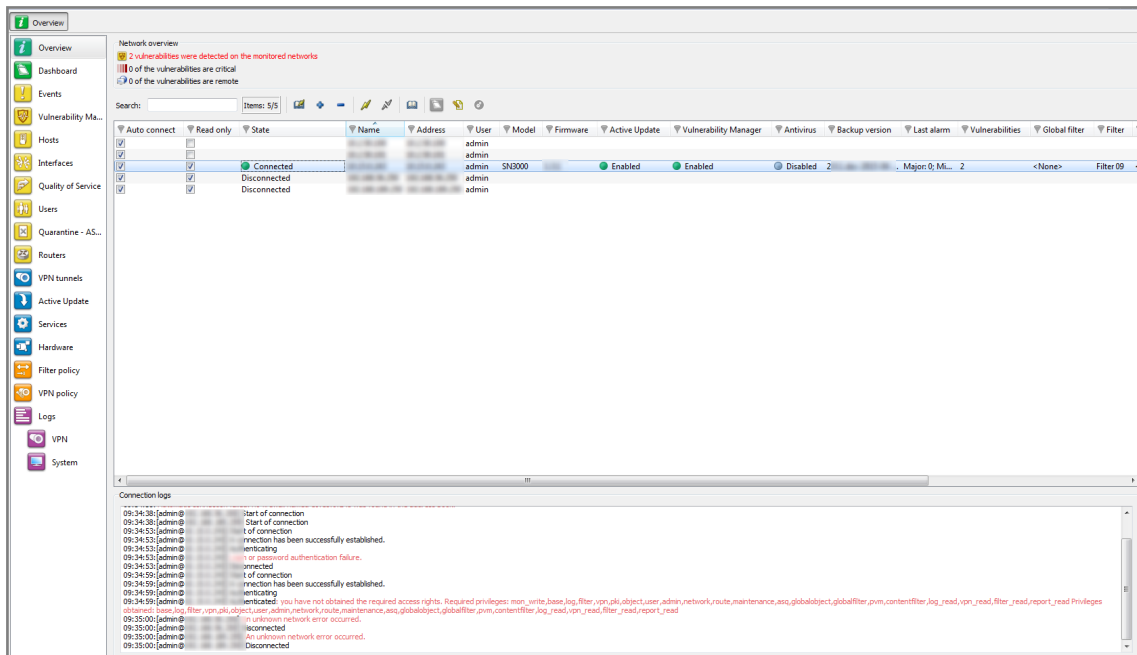 Overview
Overview
Dashboard
Events
Vulnerability Ma...
Hosts
Interfaces
Quality of Service
Users
Quarantine - AS...
Routers
VPN tunnels
Active Update
Services
Hardware
Filter policy
VPN policy
Logs
VPN
System
Network overview
2 vulnerabilities were detected on the monitored networks
0 of the vulnerabilities are critical
0 of the vulnerabilities are remote
Search: Items: 5/5
Auto connect Read only State Name Address User Model Firmware Active Update Vulnerability Manager Antivirus Backup version Last alarm Vulnerabilities Global filter Filter
admin
admin
Connected admin SN3000 Enabled Enabled Disabled 2 . Major: 0; Mi... 2 <None> Filter 09
Disconnected admin
Disconnected admin
Connection logs
09:34:38:[admin@ Start of connection
09:34:38:[admin@ Start of connection
09:34:53:[admin@ t of connection
09:34:53:[admin@ nnection has been successfully established.
09:34:53:[admin@ enticating
09:34:53:[admin@ or password authentication failure.
09:34:53:[admin@ nnected
09:34:59:[admin@ t of connection
09:34:59:[admin@ nnection has been successfully established.
09:34:59:[admin@ enticating
09:34:59:[admin@ enticated: you have not obtained the required access rights. Required privileges: mon_write,base,log,filter,vpn,pki,object,user,admin,network,route,maintenance,asq,globalobject,globalfilter,pvm,contentfilter,log_read,vpn_read,filter_read,report_read Privileges
obtained: base,log,filter,vpn,pki,object,user,admin,network,route,maintenance,asq,globalobject,globalfilter,pvm,contentfilter,log_read,vpn_read,filter_read,report_read
09:35:00:[admin@ n unknown network error occurred.
09:35:00:[admin@ isconnected
09:35:00:[admin@ An unknown network error occurred.
09:35:00:[admin@ Disconnected